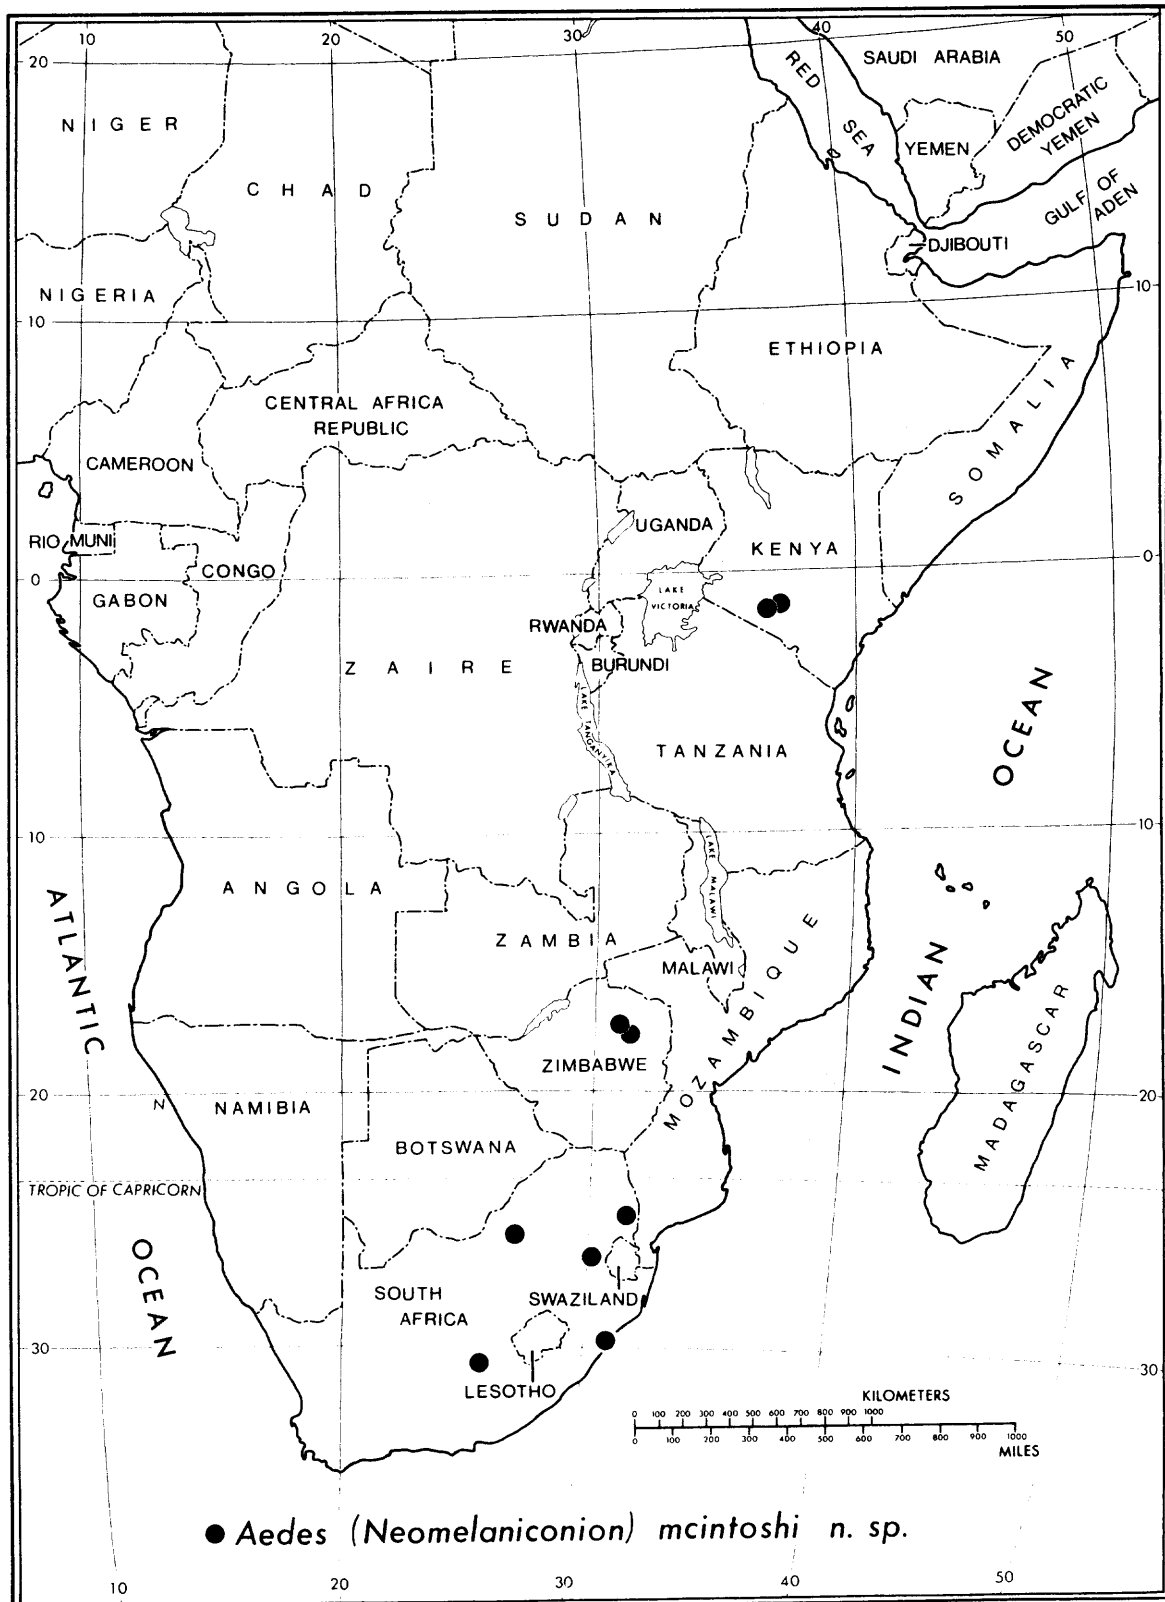 10
30
40
50
20
SAUDI ARABIA
RED
SEA
NIGER
DEMOCRATIC
YEMEN
YEMEN
CHAD
GULF OF
ADEN
SUDAN
DJIBOUTI
NIGERIA
10
10
ETHIOPIA
CENTRAL AFRICA
REPUBLIC
SOMALIA
CAMEROON
UGANDA
RIO MUNI
KENYA
0
CONGO
0
GABON
LAKE
VICTORIA
RWANDA
ZAIRE
BURUNDI
LAKE TANGANYIKA
OCEAN
TANZANIA
10
10
LAKE MALAWI
ANGOLA
ATLANTIC
ZAMBIA
MALAWI
MOZAMBIQUE
INDIAN
MADAGASCAR
ZIMBABWE
20
N
NAMIBIA
20
BOTSWANA
TROPIC OF CAPRICORN
OCEAN
SOUTH
AFRICA
SWAZILAND
30
30
LESOTHO
KILOMETERS
0 100 200 300 400 500 600 700 800 900 1000
0 100 200 300 400 500 600 700 800 900 1000
MILES
Aedes (Neomelaniconion) mcintoshi n. sp.
10
20
30
40
50